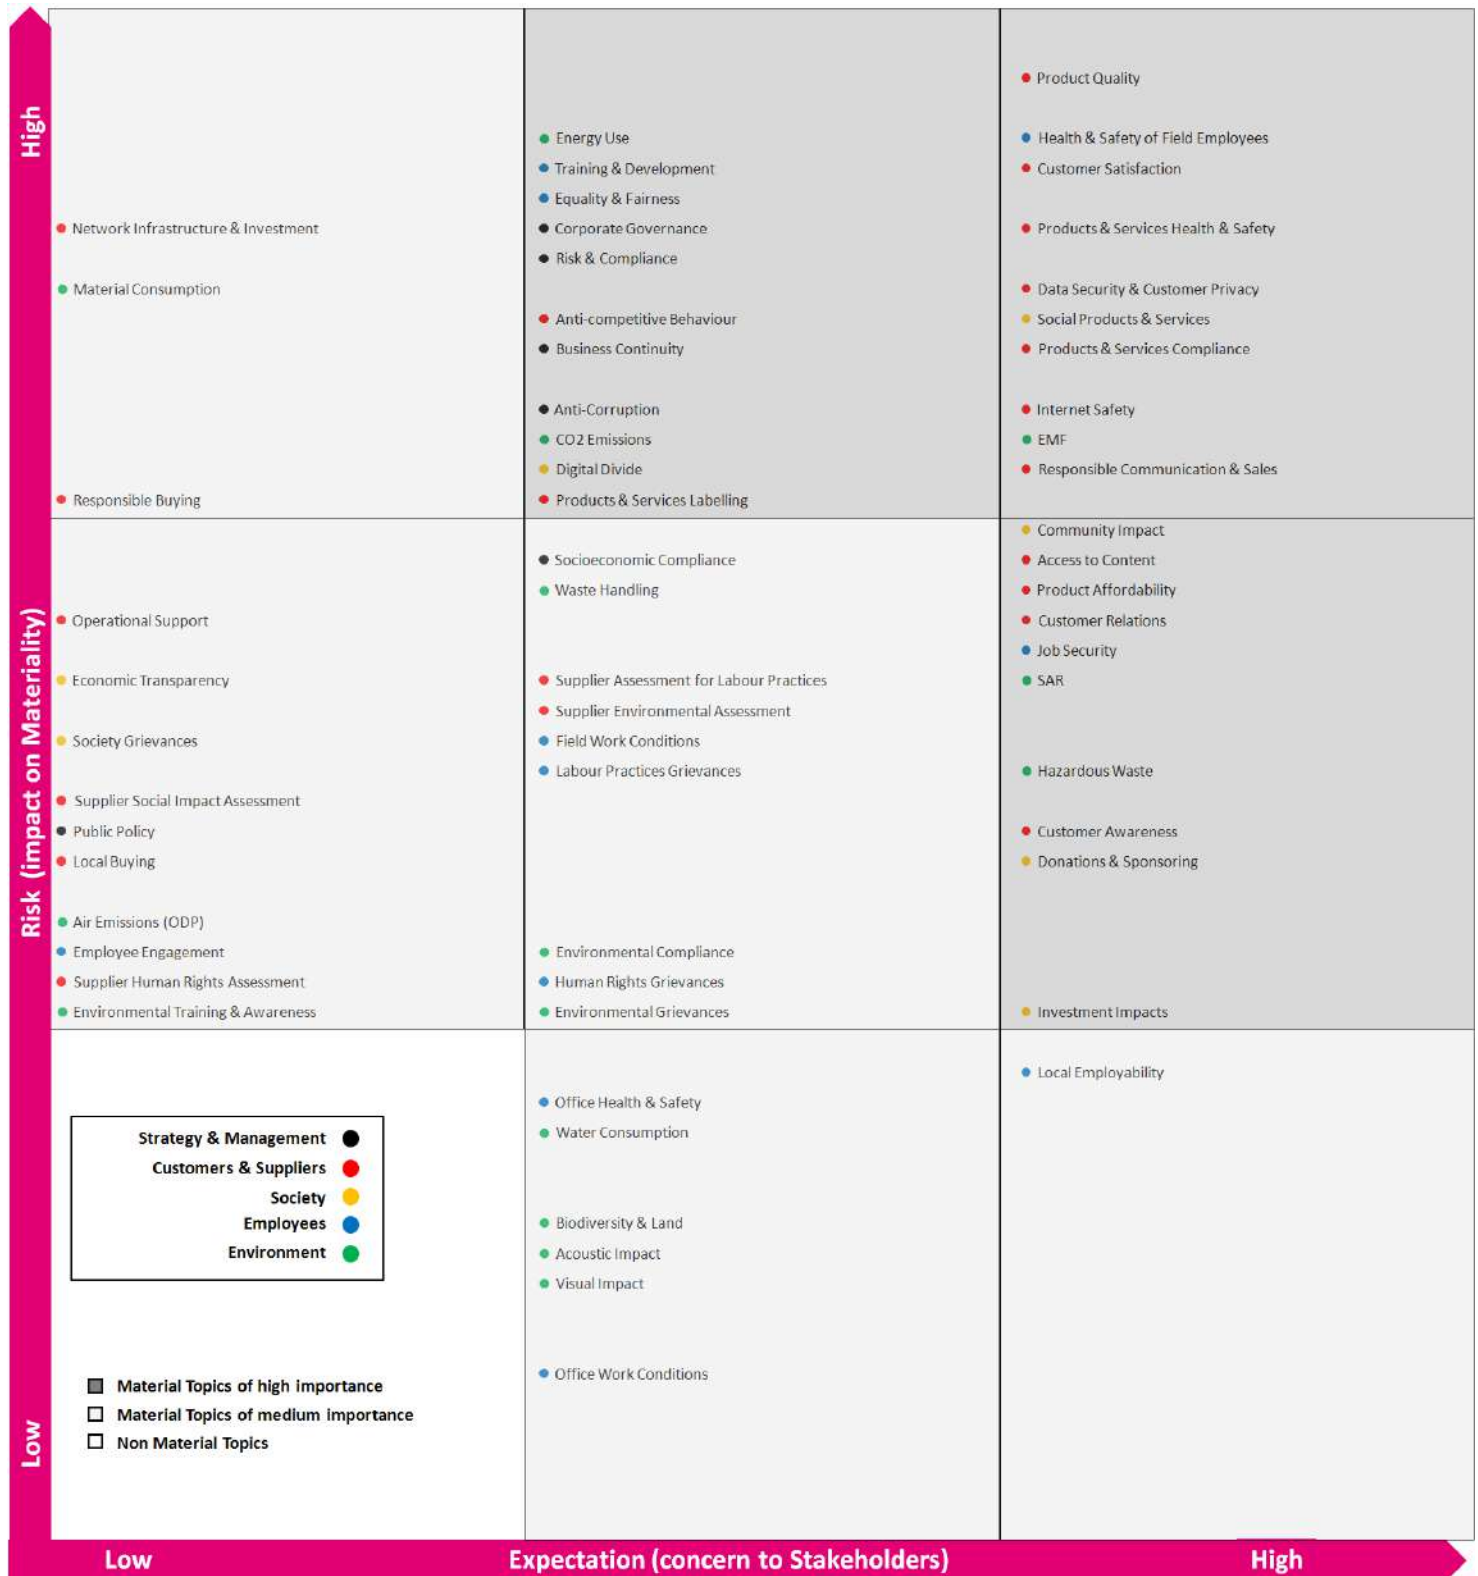 High
Risk (impact on Materiality)
Low
Network Infrastructure & Investment
Material Consumption
Responsible Buying
Energy Use
Training & Development
Equality & Fairness
Corporate Governance
Risk & Compliance
Anti-competitive Behaviour
Business Continuity
Anti-Corruption
CO2 Emissions
Digital Divide
Products & Services Labelling
Product Quality
Health & Safety of Field Employees
Customer Satisfaction
Products & Services Health & Safety
Data Security & Customer Privacy
Social Products & Services
Products & Services Compliance
Internet Safety
EMF
Responsible Communication & Sales
Operational Support
Economic Transparency
Society Grievances
Supplier Social Impact Assessment
Public Policy
Local Buying
Air Emissions (ODP)
Employee Engagement
Supplier Human Rights Assessment
Environmental Training & Awareness
Socioeconomic Compliance
Waste Handling
Supplier Assessment for Labour Practices
Supplier Environmental Assessment
Field Work Conditions
Labour Practices Grievances
Environmental Compliance
Human Rights Grievances
Environmental Grievances
Community Impact
Access to Content
Product Affordability
Customer Relations
Job Security
SAR
Hazardous Waste
Customer Awareness
Donations & Sponsoring
Investment Impacts
Strategy & Management
Customers & Suppliers
Society
Employees
Environment
Material Topics of high importance
Material Topics of medium importance
Non Material Topics
Office Health & Safety
Water Consumption
Biodiversity & Land
Acoustic Impact
Visual Impact
Office Work Conditions
Local Employability
Low
Expectation (concern to Stakeholders)
High